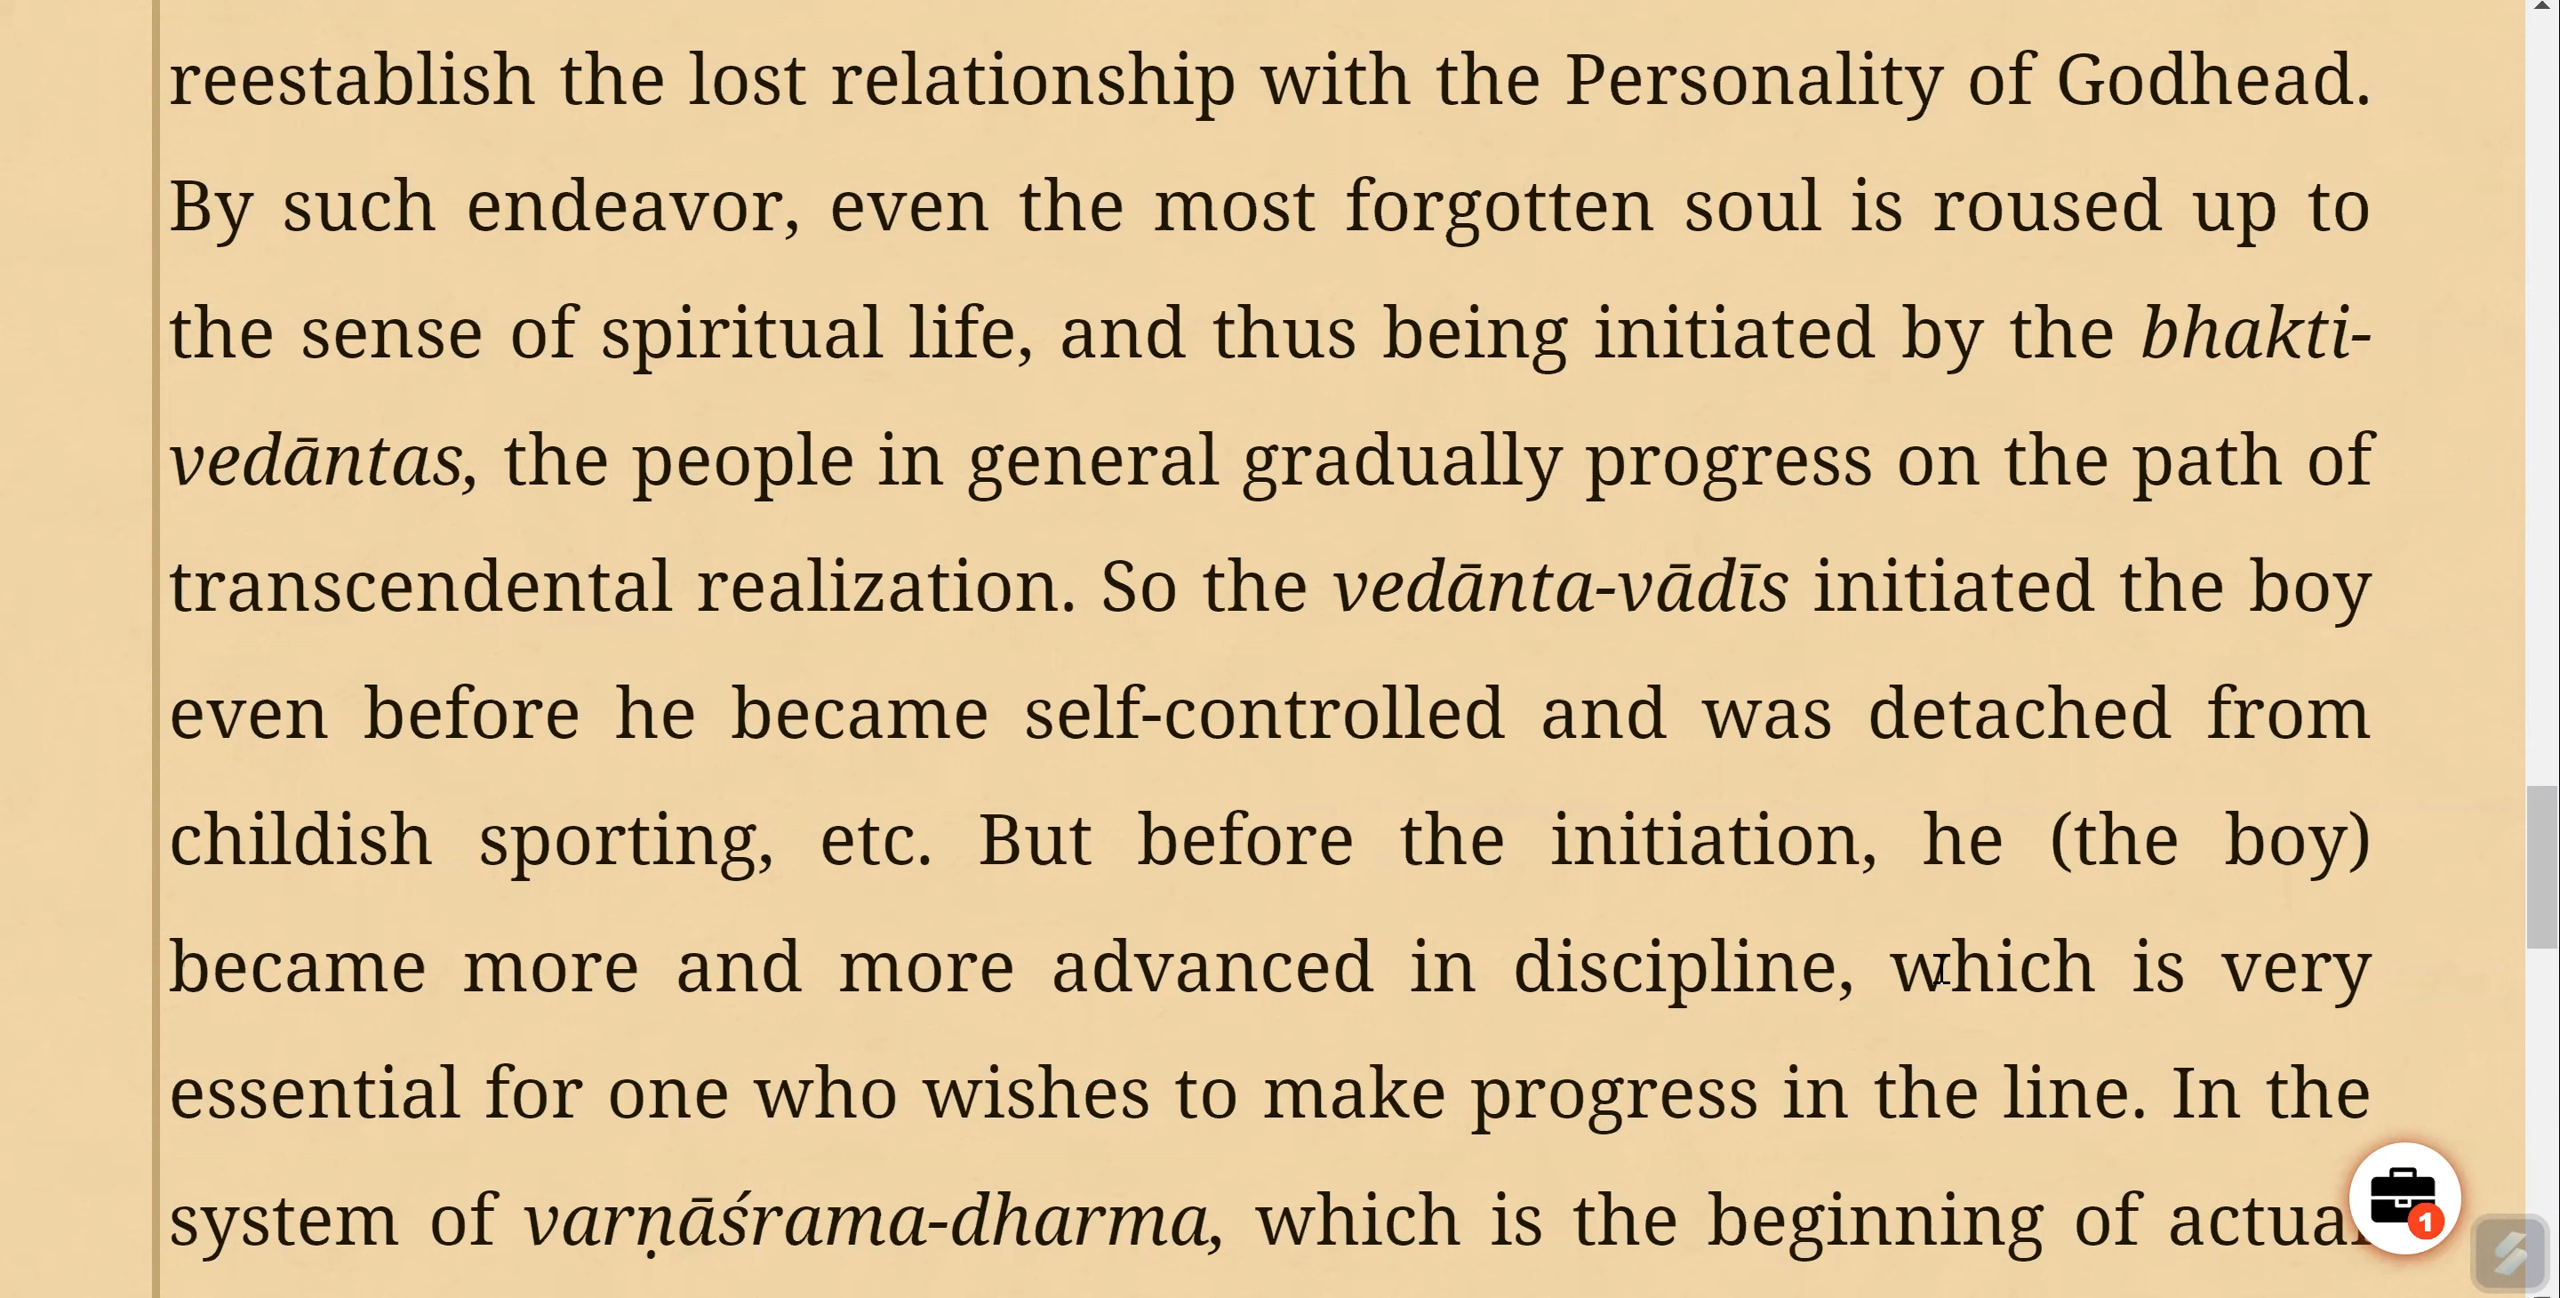 reestablish the lost relationship with the Personality of Godhead.
By such endeavor, even the most forgotten soul is roused up to
the sense of spiritual life, and thus being initiated by the bhakti-
vedāntas, the people in general gradually progress on the path of
transcendental realization. So the vedānta-vādīs initiated the boy
even before he became self-controlled and was detached from
childish sporting, etc. But before the initiation, he (the boy)
became more and more advanced in discipline, which is very
essential for one who wishes to make progress in the line. In the
system of varṇāśrama-dharma, which is the beginning of actual
1